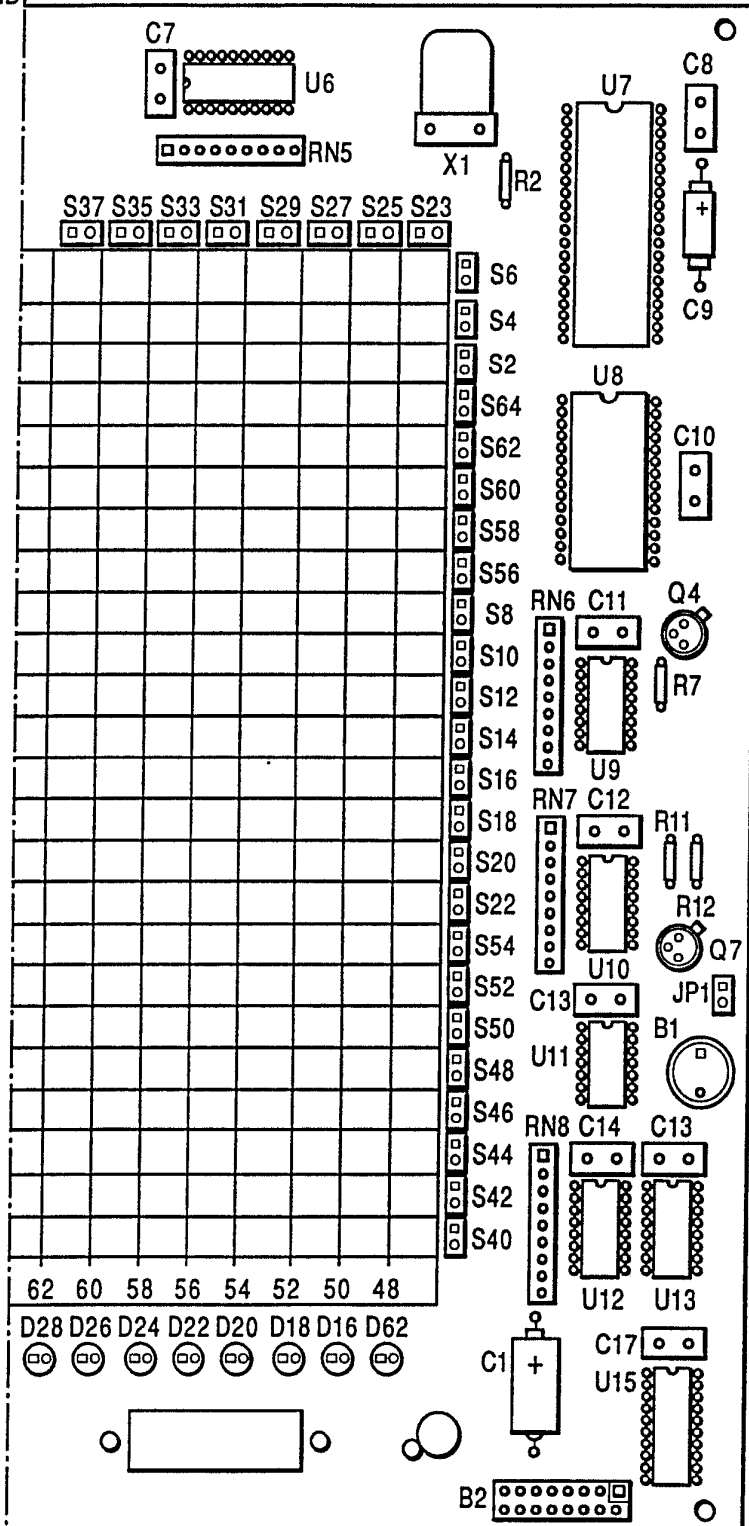 C7
U6
RN5
X1
R2
U7
C8
C9
S37 S35 S33 S31 S29 S27 S25 S23
S6
S4
S2
S64
S62
S60
S58
S56
S8
S10
S12
S14
S16
S18
S20
S22
S54
S52
S50
S48
S46
S44
S42
S40
U8
C10
RN6 C11 Q4
R7
U9
RN7 C12 R11
R12
Q7
U10
C13 JP1
U11 B1
RN8 C14 C13
U12 U13
62 60 58 56 54 52 50 48
D28 D26 D24 D22 D20 D18 D16 D62
C1 C17
U15
B2